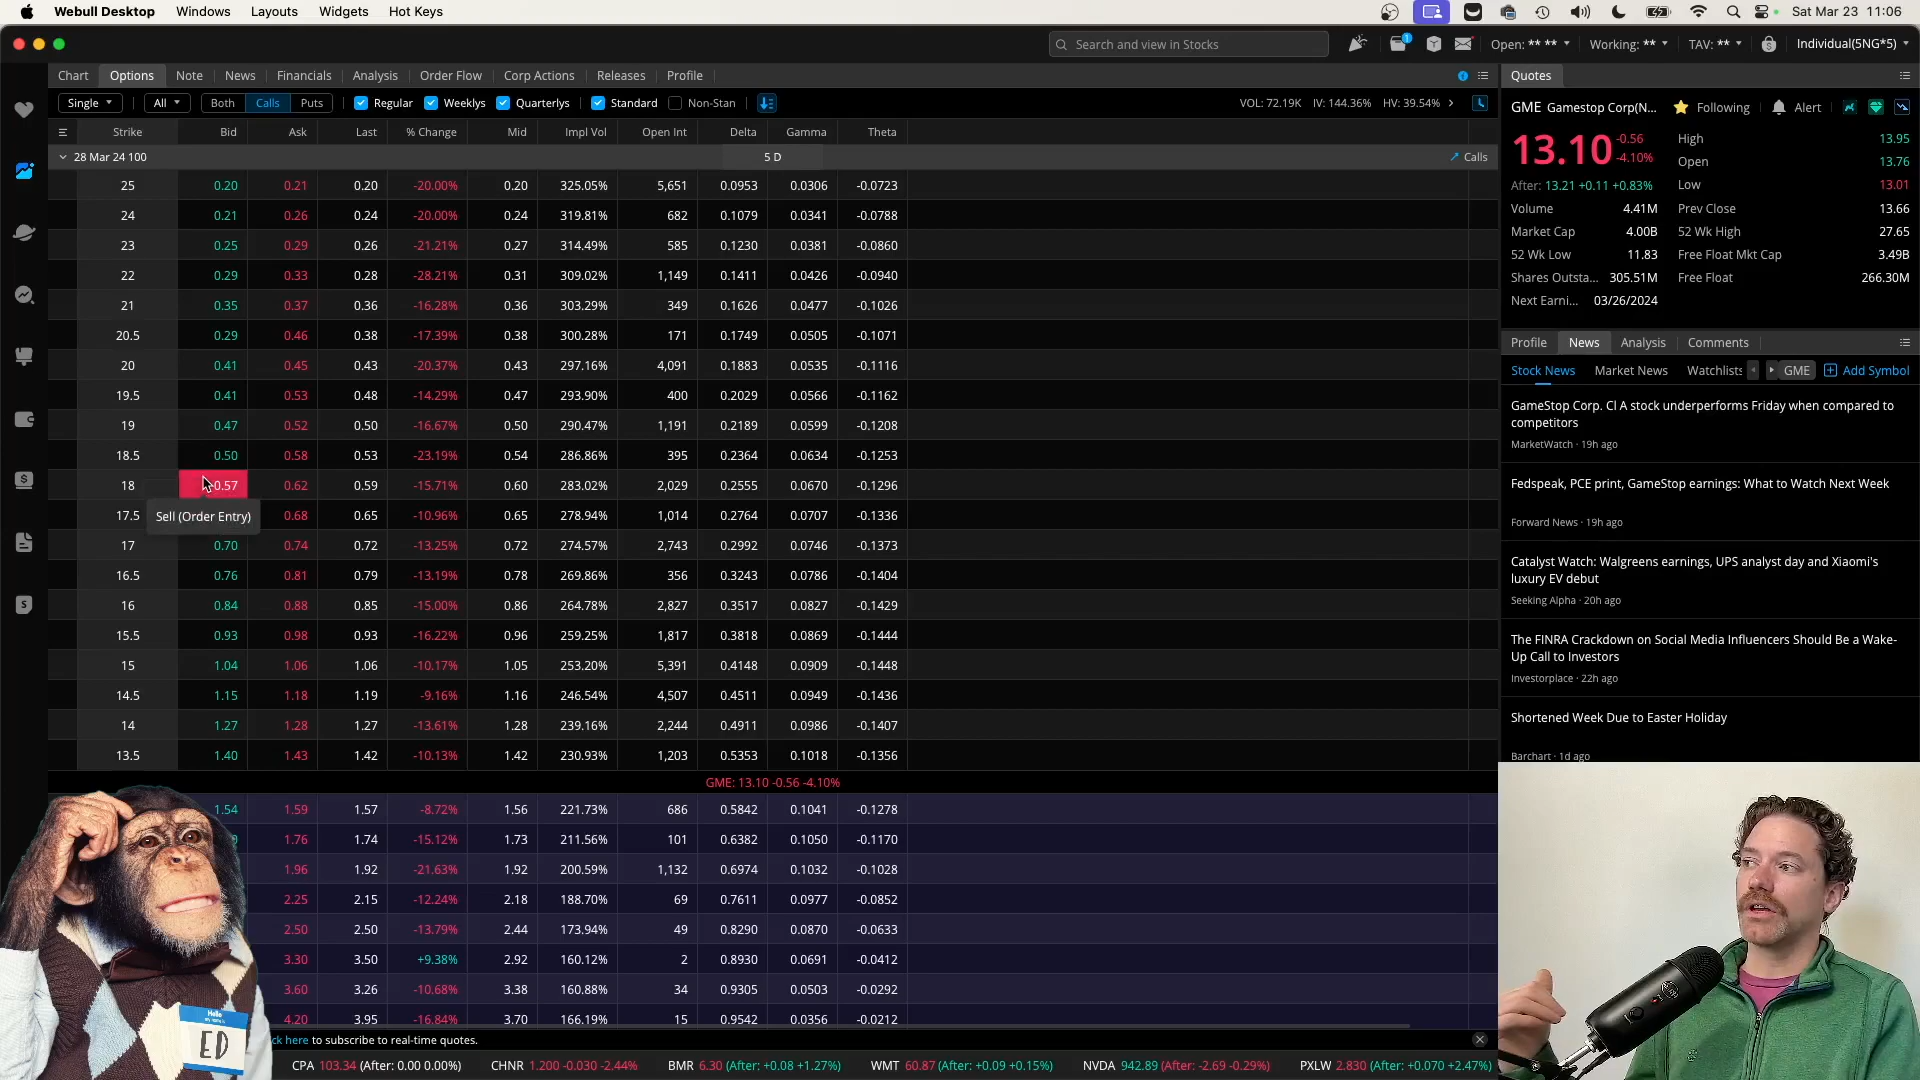 Webull Desktop Windows Layouts Widgets Hot Keys Sat Mar 23 11:06
Search and view in Stocks 1 Open: ** ** Working: ** TAV: ** Individual(5NG*5)
Chart Options Note News Financials Analysis Order Flow Corp Actions Releases Profile
Single All Both Calls Puts Regular Weeklys Quarterlys Standard Non-Stan VOL: 72.19K IV: 144.36% HV: 39.54%
Strike Bid Ask Last % Change Mid Impl Vol Open Int Delta Gamma Theta
28 Mar 24 100 5 D Calls
25 0.20 0.21 0.20 -20.00% 0.20 325.05% 5,651 0.0953 0.0306 -0.0723
24 0.21 0.26 0.24 -20.00% 0.24 319.81% 682 0.1079 0.0341 -0.0788
23 0.25 0.29 0.26 -21.21% 0.27 314.49% 585 0.1230 0.0381 -0.0860
22 0.29 0.33 0.28 -28.21% 0.31 309.02% 1,149 0.1411 0.0426 -0.0940
21 0.35 0.37 0.36 -16.28% 0.36 303.29% 349 0.1626 0.0477 -0.1026
20.5 0.29 0.46 0.38 -17.39% 0.38 300.28% 171 0.1749 0.0505 -0.1071
20 0.41 0.45 0.43 -20.37% 0.43 297.16% 4,091 0.1883 0.0535 -0.1116
19.5 0.41 0.53 0.48 -14.29% 0.47 293.90% 400 0.2029 0.0566 -0.1162
19 0.47 0.52 0.50 -16.67% 0.50 290.47% 1,191 0.2189 0.0599 -0.1208
18.5 0.50 0.58 0.53 -23.19% 0.54 286.86% 395 0.2364 0.0634 -0.1253
18 0.57 0.62 0.59 -15.71% 0.60 283.02% 2,029 0.2555 0.0670 -0.1296
17.5 Sell (Order Entry) 0.68 0.65 -10.96% 0.65 278.94% 1,014 0.2764 0.0707 -0.1336
17 0.70 0.74 0.72 -13.25% 0.72 274.57% 2,743 0.2992 0.0746 -0.1373
16.5 0.76 0.81 0.79 -13.19% 0.78 269.86% 356 0.3243 0.0786 -0.1404
16 0.84 0.88 0.85 -15.00% 0.86 264.78% 2,827 0.3517 0.0827 -0.1429
15.5 0.93 0.98 0.93 -16.22% 0.96 259.25% 1,817 0.3818 0.0869 -0.1444
15 1.04 1.06 1.06 -10.17% 1.05 253.20% 5,391 0.4148 0.0909 -0.1448
14.5 1.15 1.18 1.19 -9.16% 1.16 246.54% 4,507 0.4511 0.0949 -0.1436
14 1.27 1.28 1.27 -13.61% 1.28 239.16% 2,244 0.4911 0.0986 -0.1407
13.5 1.40 1.43 1.42 -10.13% 1.42 230.93% 1,203 0.5353 0.1018 -0.1356
GME: 13.10 -0.56 -4.10%
1.54 1.59 1.57 -8.72% 1.56 221.73% 686 0.5842 0.1041 -0.1278
1.76 1.74 -15.12% 1.73 211.56% 101 0.6382 0.1050 -0.1170
1.96 1.92 -21.63% 1.92 200.59% 1,132 0.6974 0.1032 -0.1028
2.25 2.15 -12.24% 2.18 188.70% 69 0.7611 0.0977 -0.0852
2.50 2.50 -13.79% 2.44 173.94% 49 0.8290 0.0870 -0.0633
3.30 3.50 +9.38% 2.92 160.12% 2 0.8930 0.0691 -0.0412
3.60 3.26 -10.68% 3.38 160.88% 34 0.9305 0.0503 -0.0292
4.20 3.95 -16.84% 3.70 166.19% 15 0.9542 0.0356 -0.0212
Hello
ED
ck here to subscribe to real-time quotes.
CPA 103.34 (After: 0.00 0.00%) CHNR 1.200 -0.030 -2.44% BMR 6.30 (After: +0.08 +1.27%) WMT 60.87 (After: +0.09 +0.15%) NVDA 942.89 (After: -2.69 -0.29%) PXLW 2.830 (After: +0.070 +2.47%)
Quotes
GME Gamestop Corp(N... Following Alert
13.10 -0.56 -4.10%
After: 13.21 +0.11 +0.83%
High 13.95
Open 13.76
Low 13.01
Volume 4.41M Prev Close 13.66
Market Cap 4.00B 52 Wk High 27.65
52 Wk Low 11.83 Free Float Mkt Cap 3.49B
Shares Outsta... 305.51M Free Float 266.30M
Next Earni... 03/26/2024
Profile News Analysis Comments
Stock News Market News Watchlists GME Add Symbol
GameStop Corp. Cl A stock underperforms Friday when compared to
competitors
MarketWatch · 19h ago
Fedspeak, PCE print, GameStop earnings: What to Watch Next Week
Forward News · 19h ago
Catalyst Watch: Walgreens earnings, UPS analyst day and Xiaomi's
luxury EV debut
Seeking Alpha · 20h ago
The FINRA Crackdown on Social Media Influencers Should Be a Wake-
Up Call to Investors
Investorplace · 22h ago
Shortened Week Due to Easter Holiday
Barchart · 1d ago